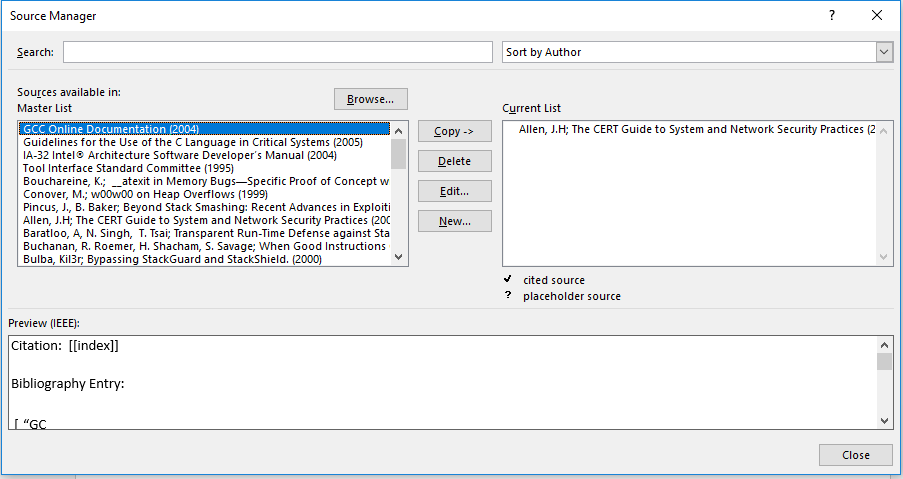 Source Manager
Search:
Sort by Author
Sources available in:
Master List
Browse...
Current List
GCC Online Documentation (2004)
Guidelines for the Use of the C Language in Critical Systems (2005)
IA-32 Intel® Architecture Software Developer's Manual (2004)
Tool Interface Standard Committee (1995)
Bouchareine, K.; __atexit in Memory Bugs—Specific Proof of Concept w
Conover, M.; w00w00 on Heap Overflows (1999)
Pincus, J., B. Baker; Beyond Stack Smashing: Recent Advances in Exploiti
Allen, J.H; The CERT Guide to System and Network Security Practices (200
Baratloo, A, N. Singh, T. Tsai; Transparent Run-Time Defense against Sta
Buchanan, R. Roemer, H. Shacham, S. Savage; When Good Instructions
Bulba, Kil3r; Bypassing StackGuard and StackShield. (2000)
Copy ->
Delete
Edit...
New...
Allen, J.H; The CERT Guide to System and Network Security Practices (2
cited source
? placeholder source
Preview (IEEE):
Citation: [[index]]
Bibliography Entry:
[ “GC
Close